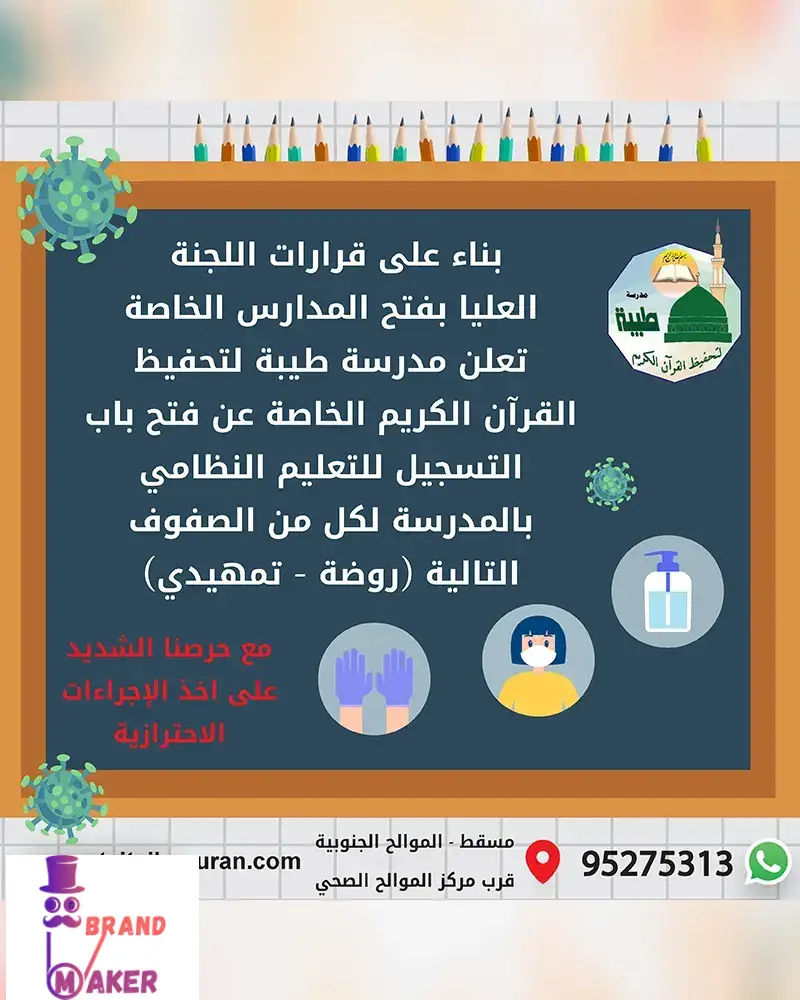 بناء على قرارات اللجنة
العليا بفتح المدارس الخاصة
تعلن مدرسة طيبة لتحفيظ
القرآن الكريم الخاصة عن فتح باب
التسجيل للتعليم النظامي
بالمدرسة لكل من الصفوف
التالية (روضة - تمهيدي)
مدرسة
طيبة
لتحفيظ القرآن الكريم
مع حرصنا الشديد
على اخذ الإجراءات
الاحترازية
مسقط - الموالح الجنوبية
قرب مركز الموالح الصحي
95275313
uran.com
BRAND
MAKER